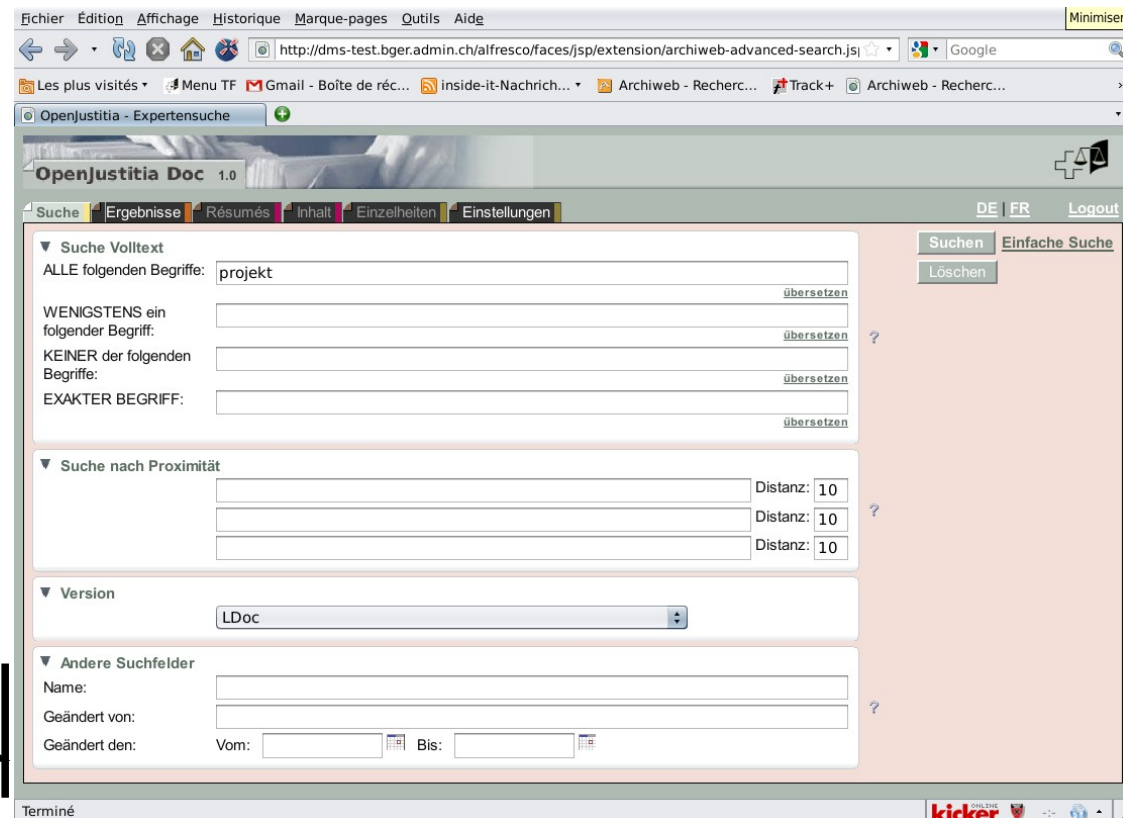 Fichier Édition Affichage Historique Marque-pages Outils Aide
Minimiser
http://dms-test.bger.admin.ch/alfresco/faces/jsp/extension/archiweb-advanced-search.js Google
Les plus visités Menu TF Gmail - Boîte de réc... inside-it-Nachrich... Archiweb - Recherc... Track+ Archiweb - Recherc...
OpenJustitia - Expertensuche
OpenJustitia Doc 1.0
Suche Ergebnisse Résumés Inhalt Einzelheiten Einstellungen DE | FR Logout
Suche Volltext
Suchen Einfache Suche
ALLE folgenden Begriffe: projekt
Löschen
übersetzen
WENIGSTENS ein
folgender Begriff:
übersetzen
?
KEINER der folgenden
Begriffe:
übersetzen
EXAKTER BEGRIFF:
übersetzen
Suche nach Proximität
Distanz: 10
?
Distanz: 10
Distanz: 10
Version
LDoc
Andere Suchfelder
Name:
?
Geändert von:
Geändert den: Vom: Bis:
Terminé
kicker ONLINE